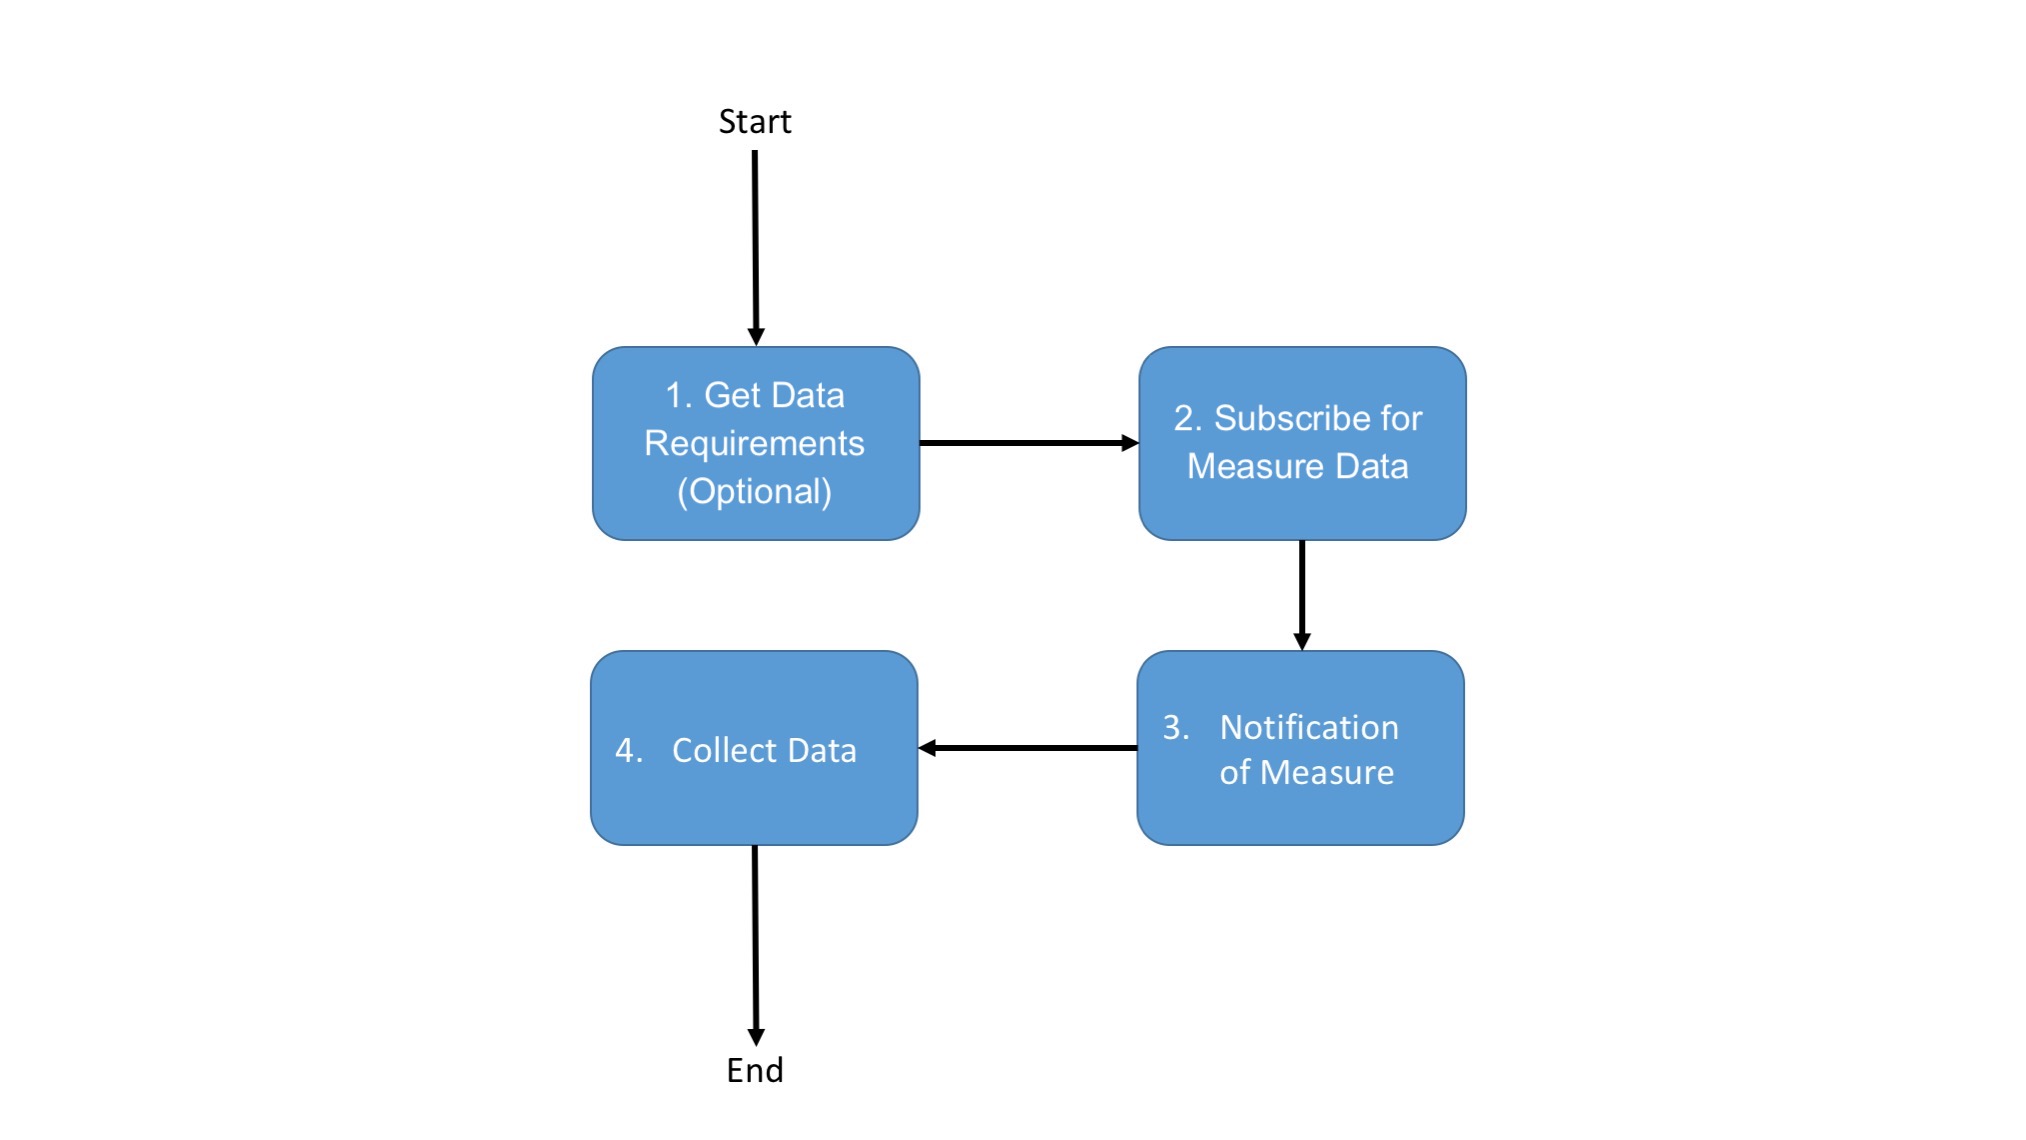 Start
1. Get Data
Requirements
(Optional)
2. Subscribe for
Measure Data
3. Notification
of Measure
4. Collect Data
End